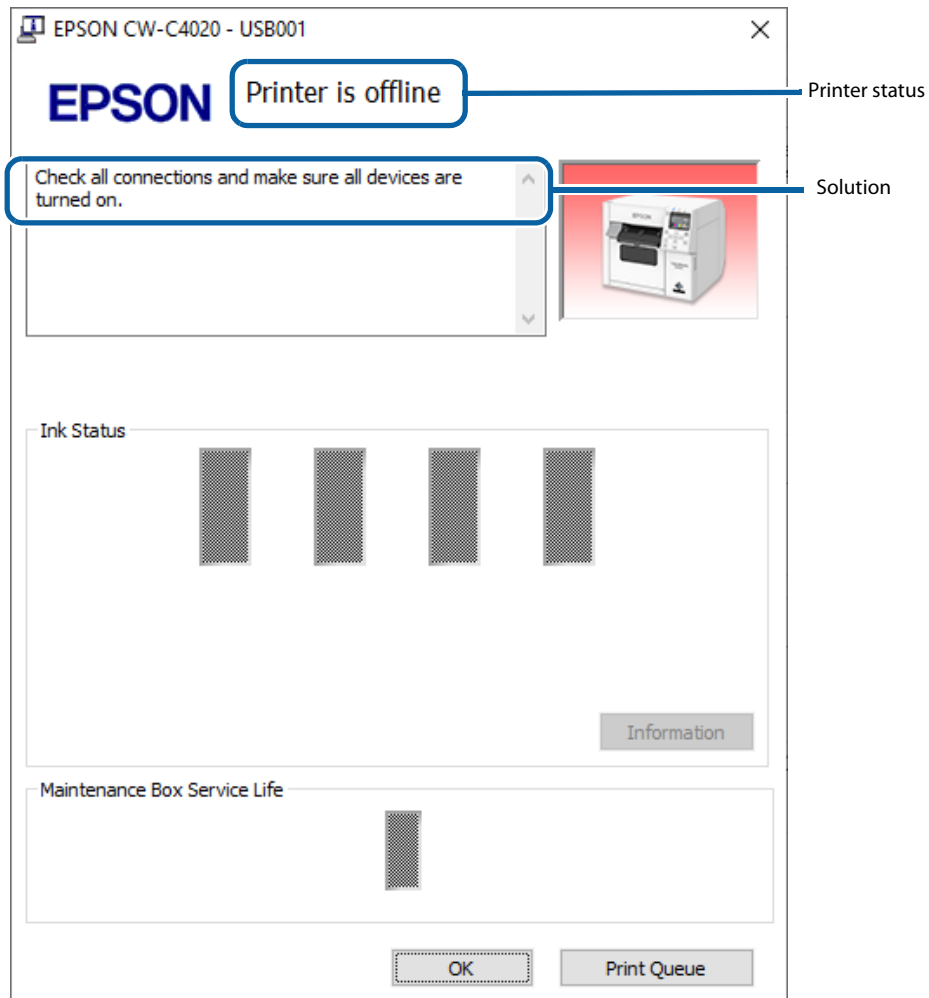 EPSON CW-C4020 - USB001
EPSON
Printer is offline
Printer status
Check all connections and make sure all devices are
turned on.
Solution
EPSON
Ink Status
Information
Maintenance Box Service Life
OK
Print Queue